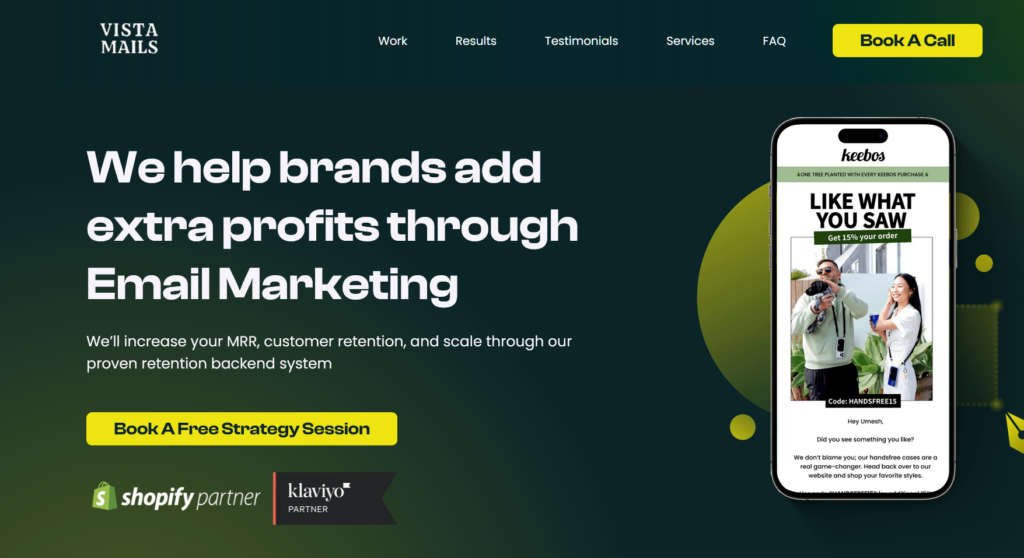 VISTA
MAILS
Work
Results
Testimonials
Services
FAQ
Book A Call
We help brands add
extra profits through
Email Marketing
We’ll increase your MRR, customer retention, and scale through our
proven retention backend system
Book A Free Strategy Session
shopify partner
klaviyo
PARTNER
keebos
ONE TREE PLANTED WITH EVERY KEEBOS PURCHASE
LIKE WHAT
YOU SAW
Get 15% your order
Code: HANDSFREE15
Hey Umesh,
Did you see something you like?
We don’t blame you; our handsfree cases are a
real game-changer. Head back over to our
website and shop your favorite styles.